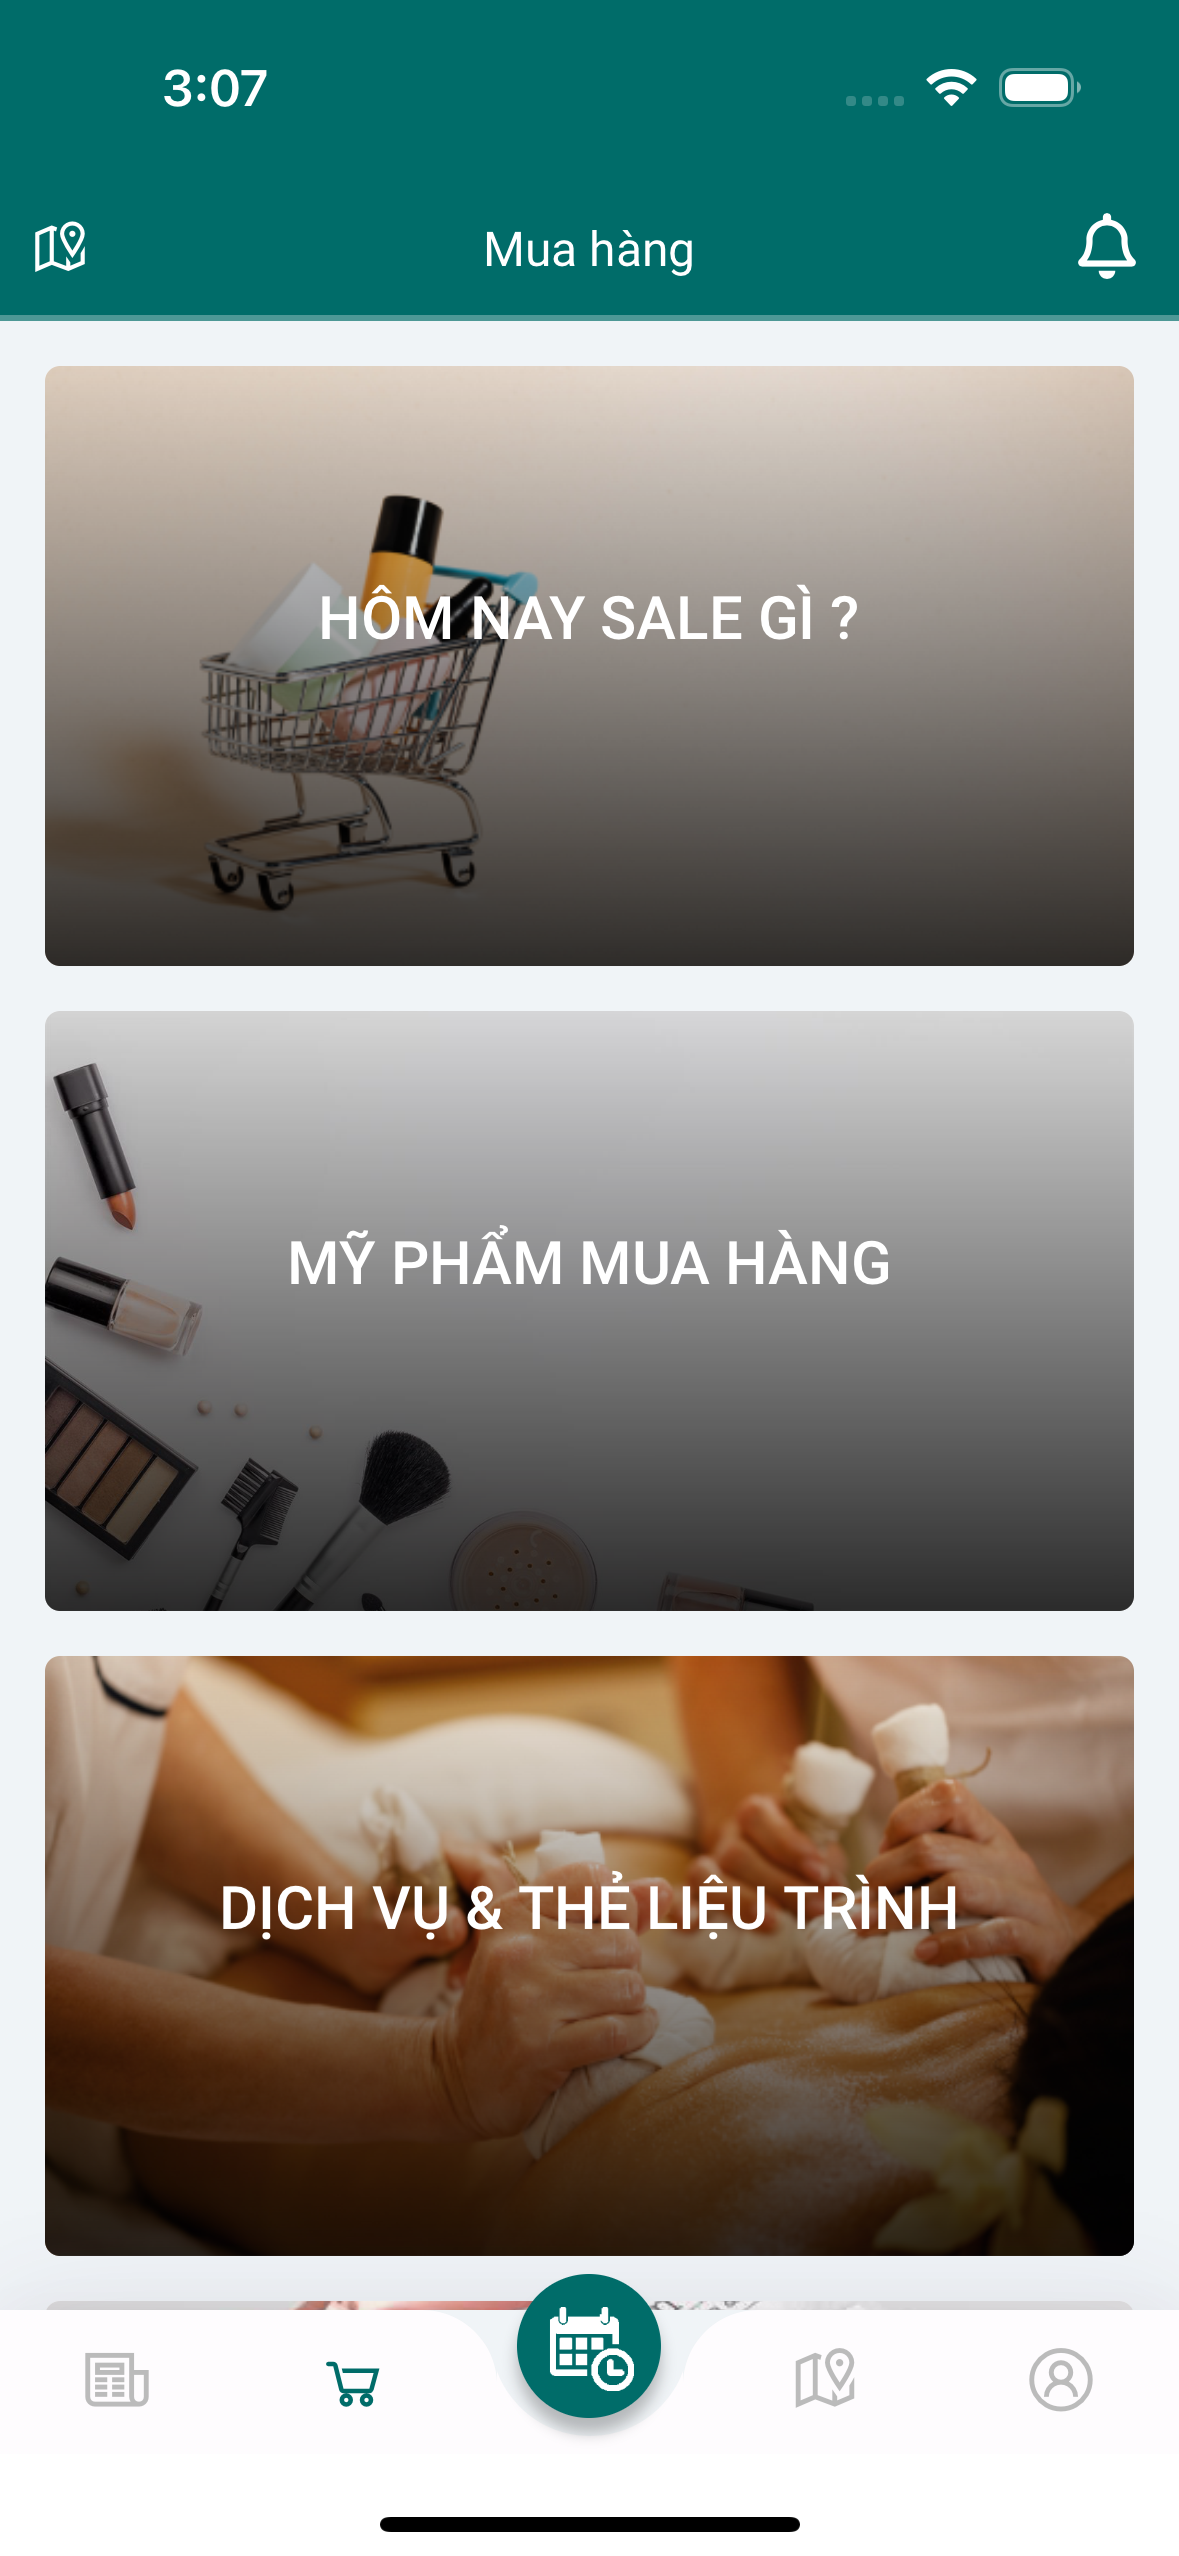 3:07
Mua hàng
HÔM NAY SALE GÌ ?
MỸ PHẨM MUA HÀNG
DỊCH VỤ & THẺ LIỆU TRÌNH